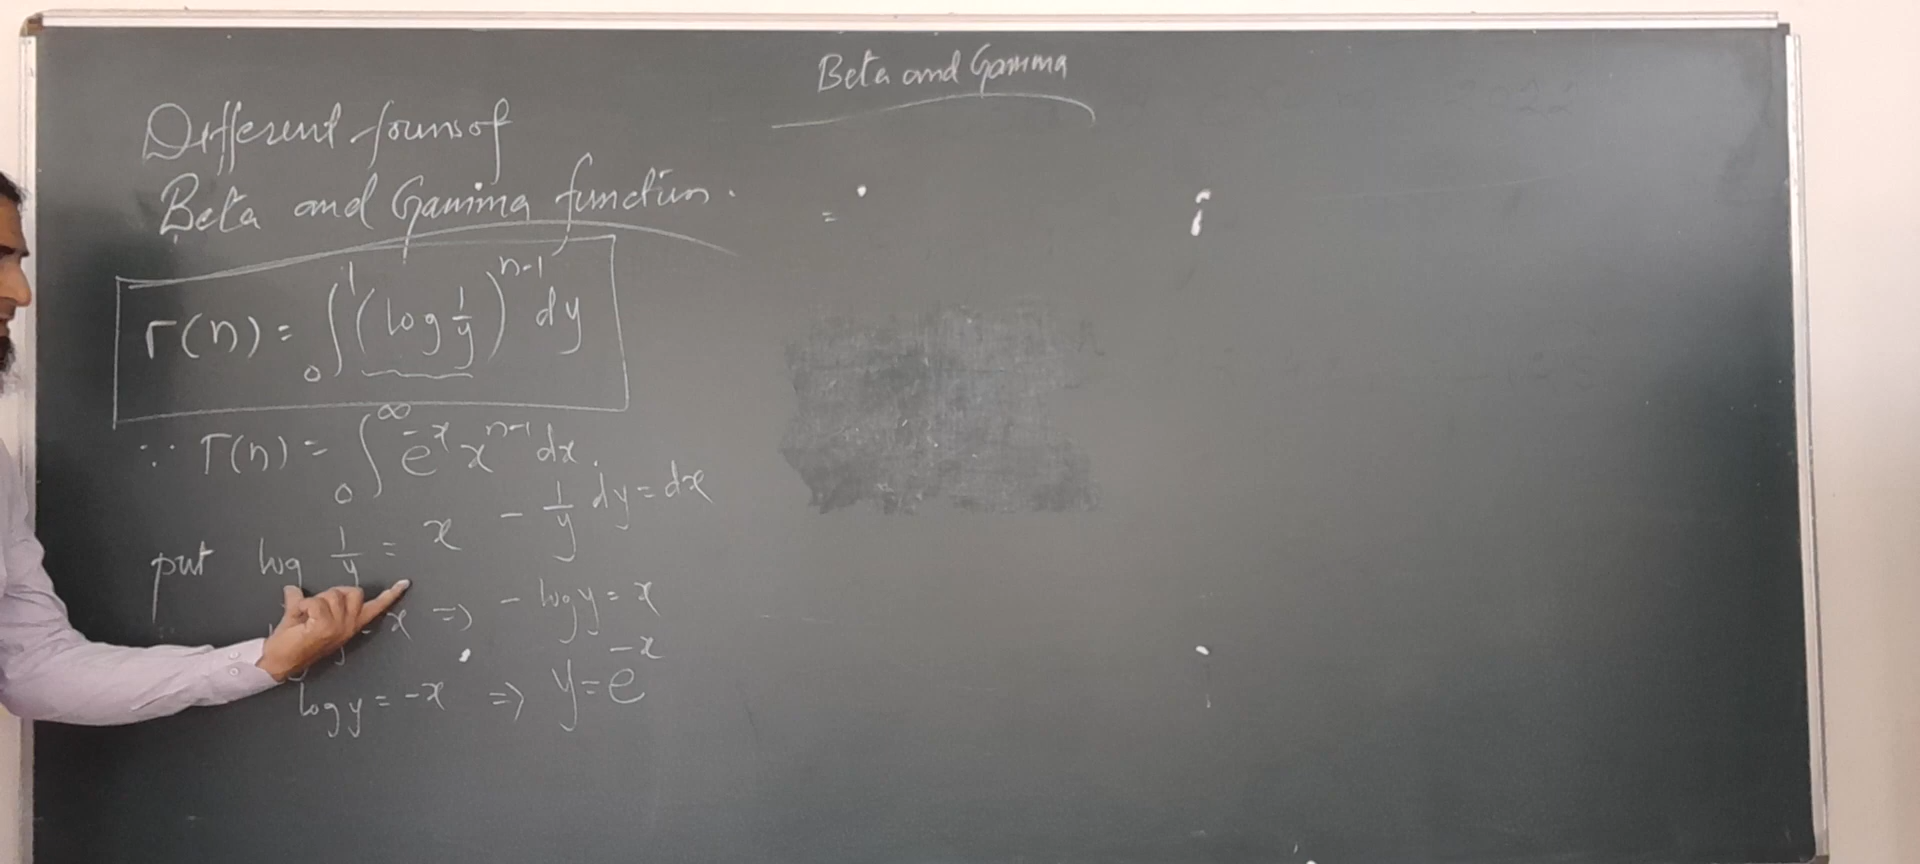 Beta and Gamma
Different forms of
Beta and Gamma function.
Γ(n) = ∫₀¹ (log 1/y)ⁿ⁻¹ dy
∵ Γ(n) = ∫₀^∞ e⁻ˣ xⁿ⁻¹ dx.
put log 1/y = x - 1/y dy = dx
= x ⇒ - log y = x
log y = -x ⇒ y = e⁻ˣ